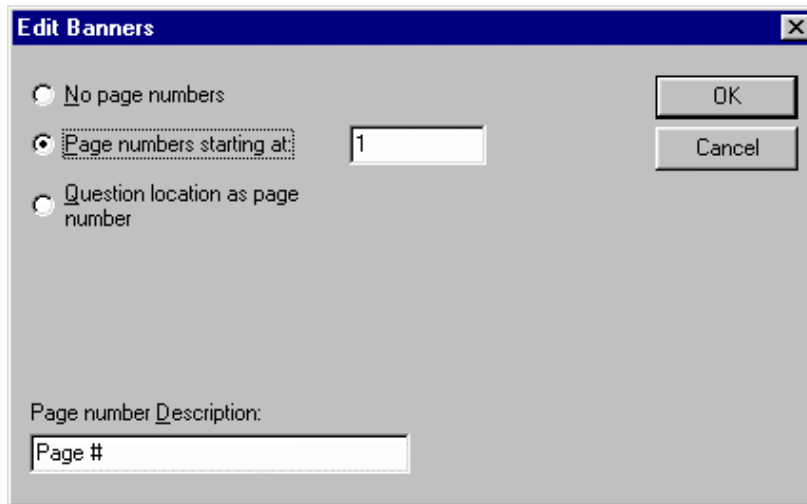 Edit Banners
No page numbers
OK
Page numbers starting at:
1
Cancel
Question location as page
number
Page number Description:
Page #